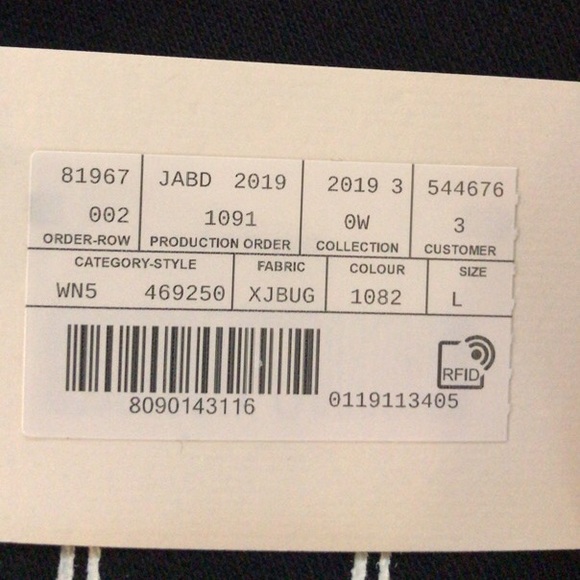 81967 JABD 2019 2019 3 544676
002 1091 0W 3
ORDER-ROW PRODUCTION ORDER COLLECTION CUSTOMER
CATEGORY-STYLE FABRIC COLOUR SIZE
WN5 469250 XJBUG 1082 L
RFID
8090143116 0119113405